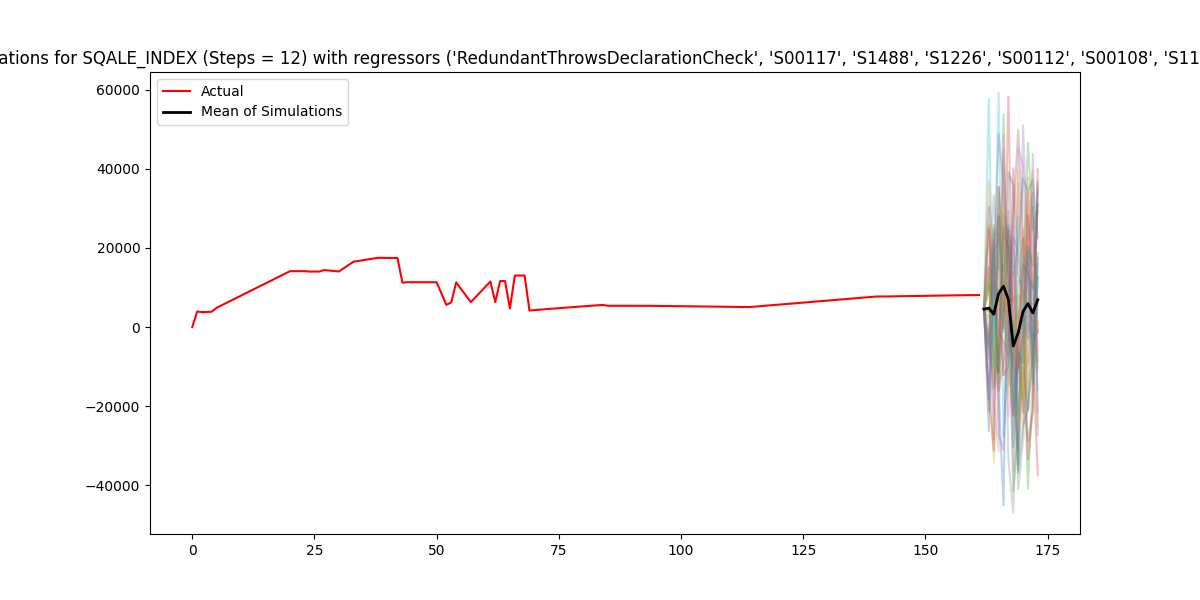 ations for SQALE_INDEX (Steps = 12) with regressors ('RedundantThrowsDeclarationCheck', 'S00117', 'S1488', 'S1226', 'S00112', 'S00108', 'S11
Actual
Mean of Simulations
60000
40000
20000
0
−20000
−40000
0 25 50 75 100 125 150 175